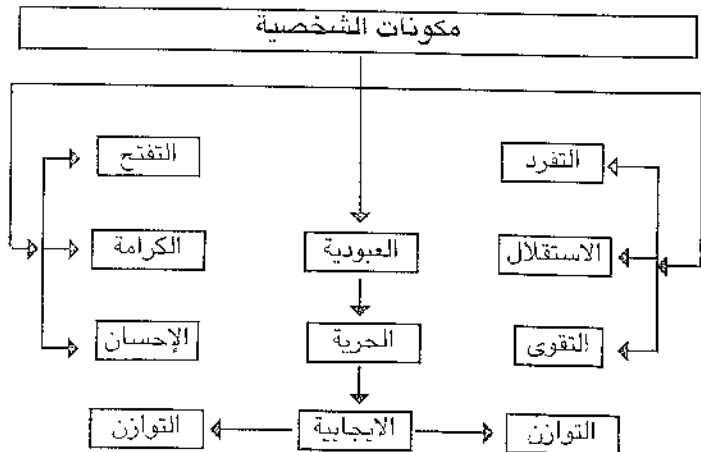 مكونات الشخصية
التفرد
التفتح
الاستقلال
العبودية
الكرامة
التقوى
الحرية
الإحسان
التوازن
الايجابية
التوازن